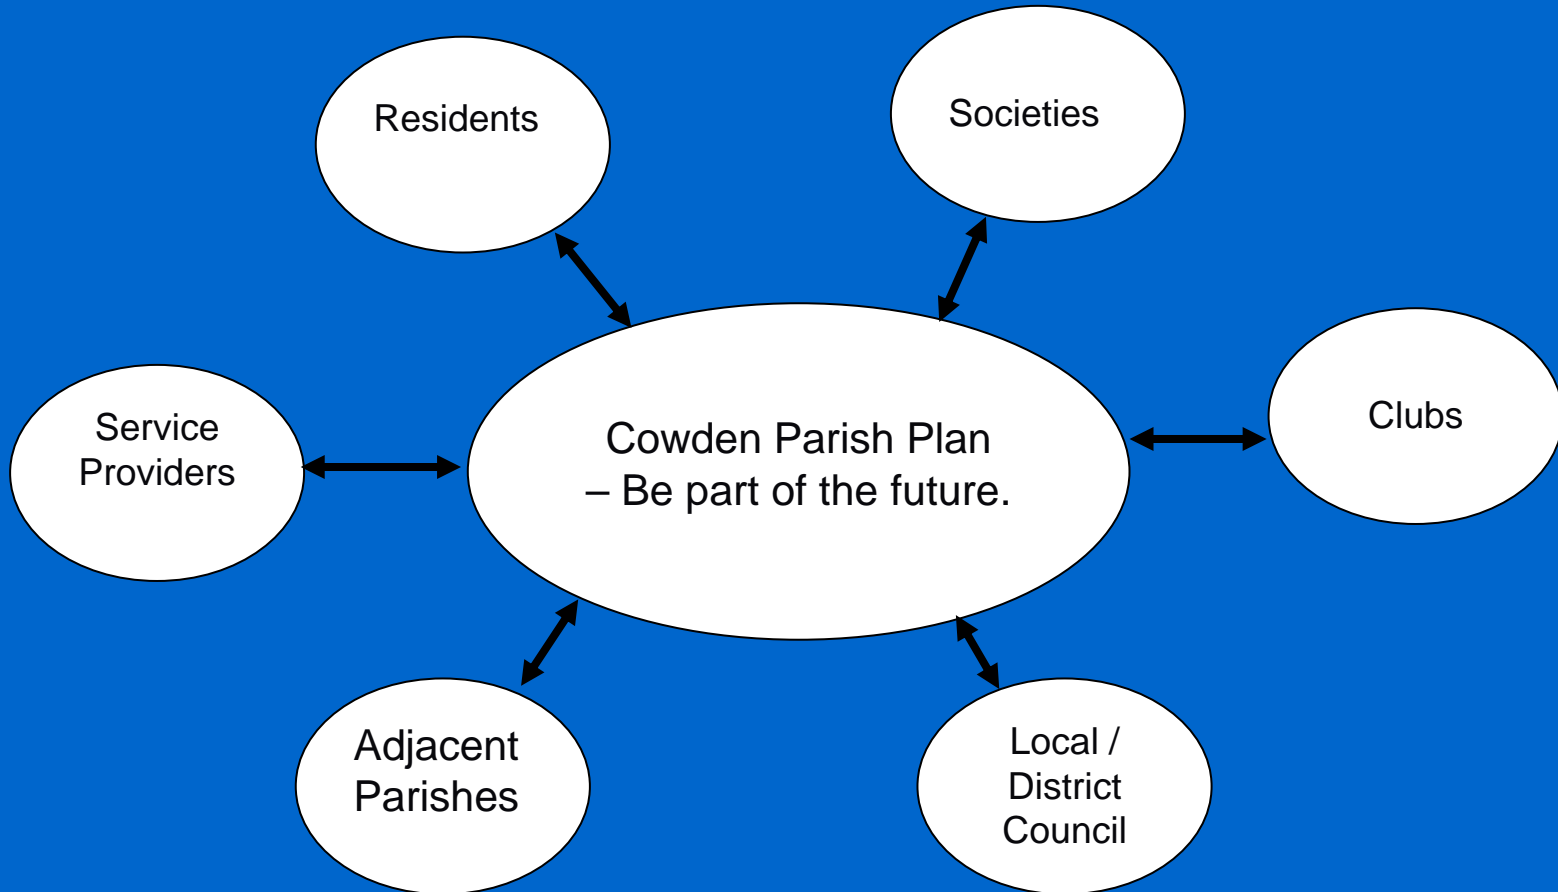 Residents
Societies
Service
Providers
Cowden Parish Plan
– Be part of the future.
Clubs
Adjacent
Parishes
Local /
District
Council